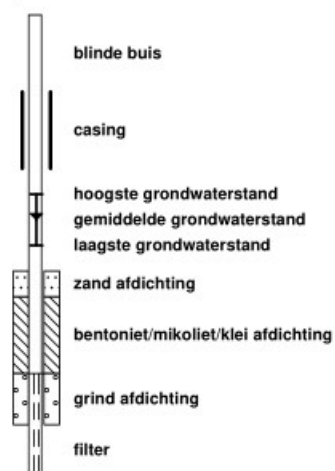 blinde buis
casing
hoogste grondwaterstand
gemiddelde grondwaterstand
laagste grondwaterstand
zand afdichting
bentoniet/mikoliet/klei afdichting
grind afdichting
filter